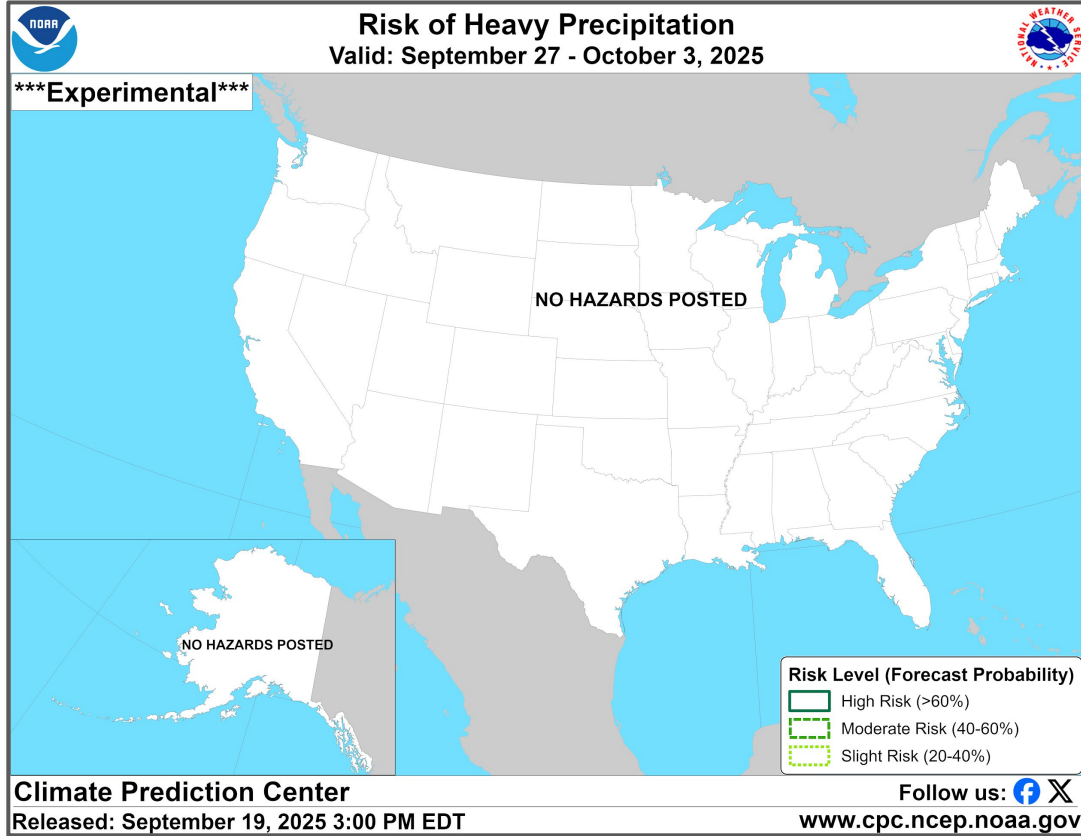 NOAA
Risk of Heavy Precipitation
Valid: September 27 - October 3, 2025
NATIONAL WEATHER SERVICE
***Experimental***
NO HAZARDS POSTED
NO HAZARDS POSTED
Risk Level (Forecast Probability)
High Risk (>60%)
Moderate Risk (40-60%)
Slight Risk (20-40%)
Climate Prediction Center
Follow us:
Released: September 19, 2025 3:00 PM EDT
www.cpc.ncep.noaa.gov